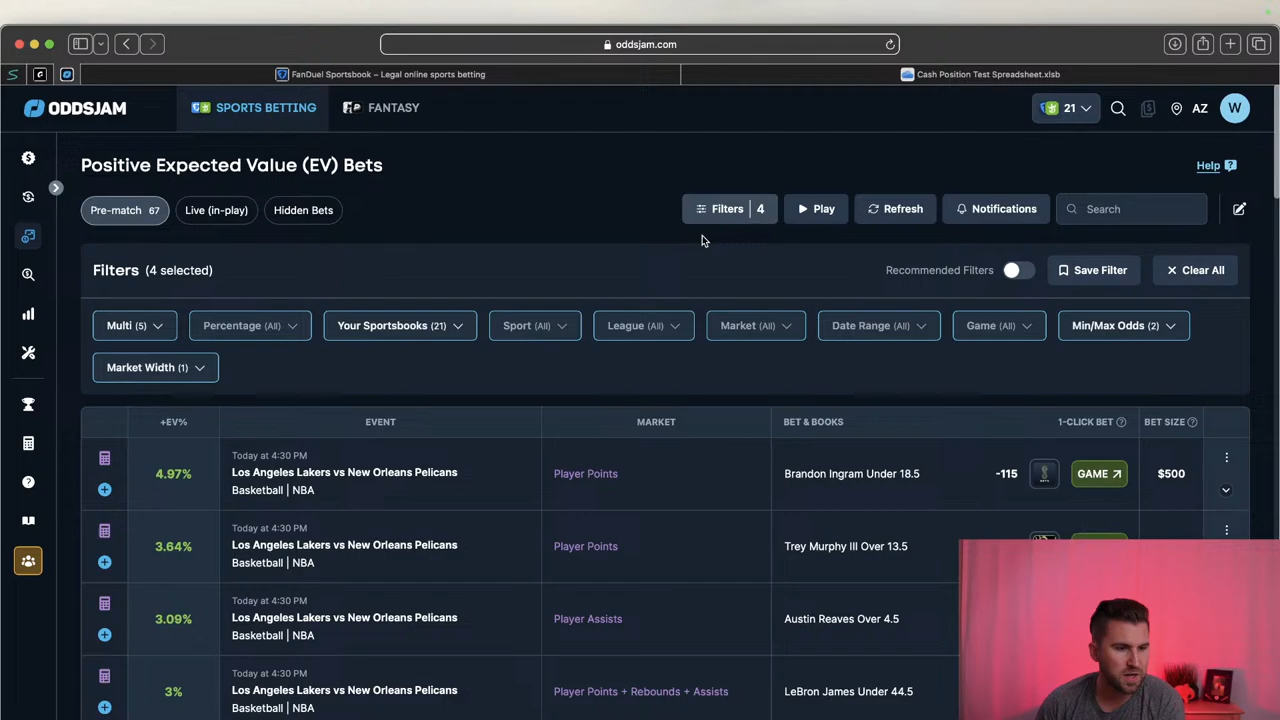 oddsjam.com
FanDuel Sportsbook – Legal online sports betting
Cash Position Test Spreadsheet.xlsb
ODDSJAM
SPORTS BETTING
FANTASY
21
AZ
W
Positive Expected Value (EV) Bets
Help
Pre-match 67
Live (in-play)
Hidden Bets
Filters 4
Play
Refresh
Notifications
Search
Filters (4 selected)
Recommended Filters
Save Filter
Clear All
Multi (5)
Percentage (All)
Your Sportsbooks (21)
Sport (All)
League (All)
Market (All)
Date Range (All)
Game (All)
Min/Max Odds (2)
Market Width (1)
+EV%
EVENT
MARKET
BET & BOOKS
1-CLICK BET
BET SIZE
4.97%
Today at 4:30 PM
Los Angeles Lakers vs New Orleans Pelicans
Basketball | NBA
Player Points
Brandon Ingram Under 18.5
-115
GAME
$500
3.64%
Today at 4:30 PM
Los Angeles Lakers vs New Orleans Pelicans
Basketball | NBA
Player Points
Trey Murphy III Over 13.5
3.09%
Today at 4:30 PM
Los Angeles Lakers vs New Orleans Pelicans
Basketball | NBA
Player Assists
Austin Reaves Over 4.5
3%
Today at 4:30 PM
Los Angeles Lakers vs New Orleans Pelicans
Basketball | NBA
Player Points + Rebounds + Assists
LeBron James Under 44.5